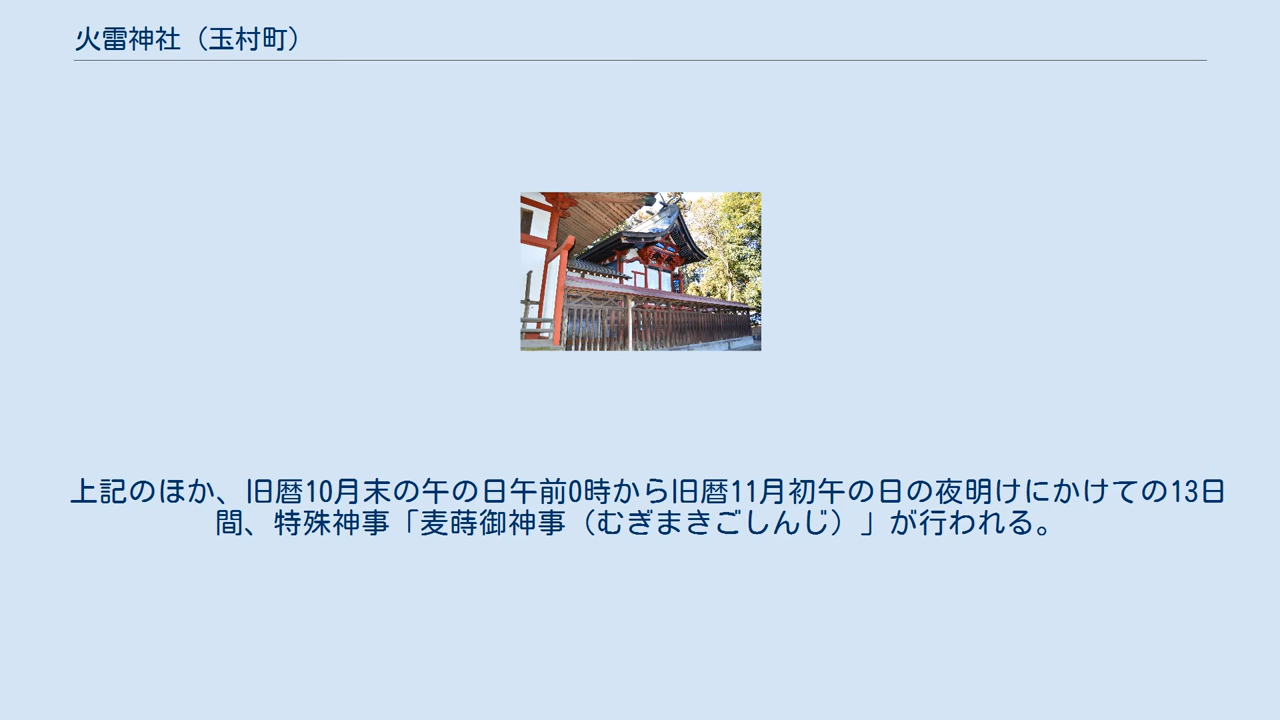 火雷神社（玉村町）
上記のほか、旧暦10月末の午の日午前0時から旧暦11月初午の日の夜明けにかけての13日
間、特殊神事「麦蒔御神事（むぎまきごしんじ）」が行われる。